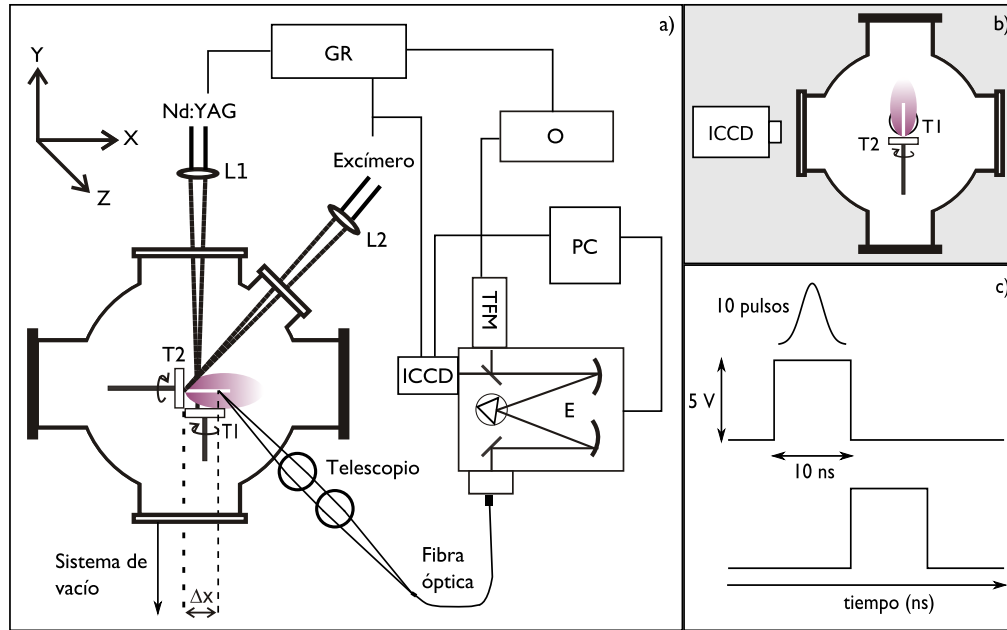 a)
Y
X
Z
GR
Nd:YAG
L1
Excímero
L2
O
PC
TFM
ICCD
E
T2
T1
Telescopio
Fibra
óptica
Sistema de
vacío
Δx
b)
ICCD
T1
T2
c)
10 pulsos
5 V
10 ns
tiempo (ns)